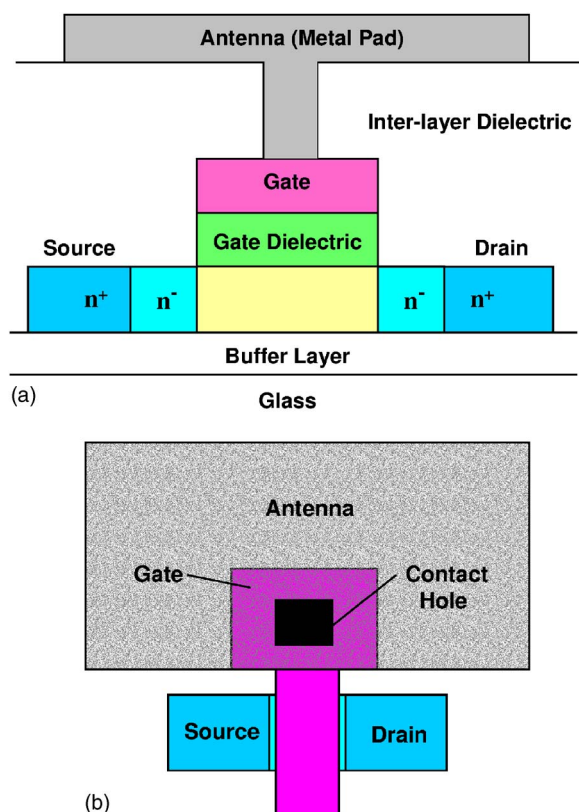 Antenna (Metal Pad)
Inter-layer Dielectric
Gate
Source
Gate Dielectric
Drain
n⁺
n⁻
n⁻
n⁺
Buffer Layer
(a)
Glass
Antenna
Gate
Contact
Hole
Source
Drain
(b)